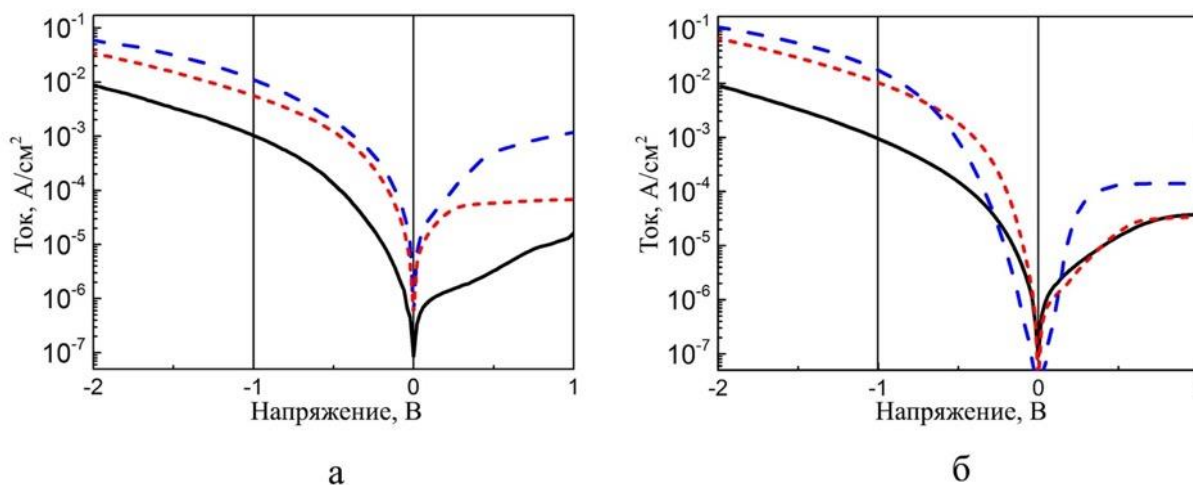 Ток, А/см²
10⁻¹
10⁻²
10⁻³
10⁻⁴
10⁻⁵
10⁻⁶
10⁻⁷
-2 -1 0 1
Напряжение, В
а
Ток, А/см²
10⁻¹
10⁻²
10⁻³
10⁻⁴
10⁻⁵
10⁻⁶
10⁻⁷
-2 -1 0
Напряжение, В
б